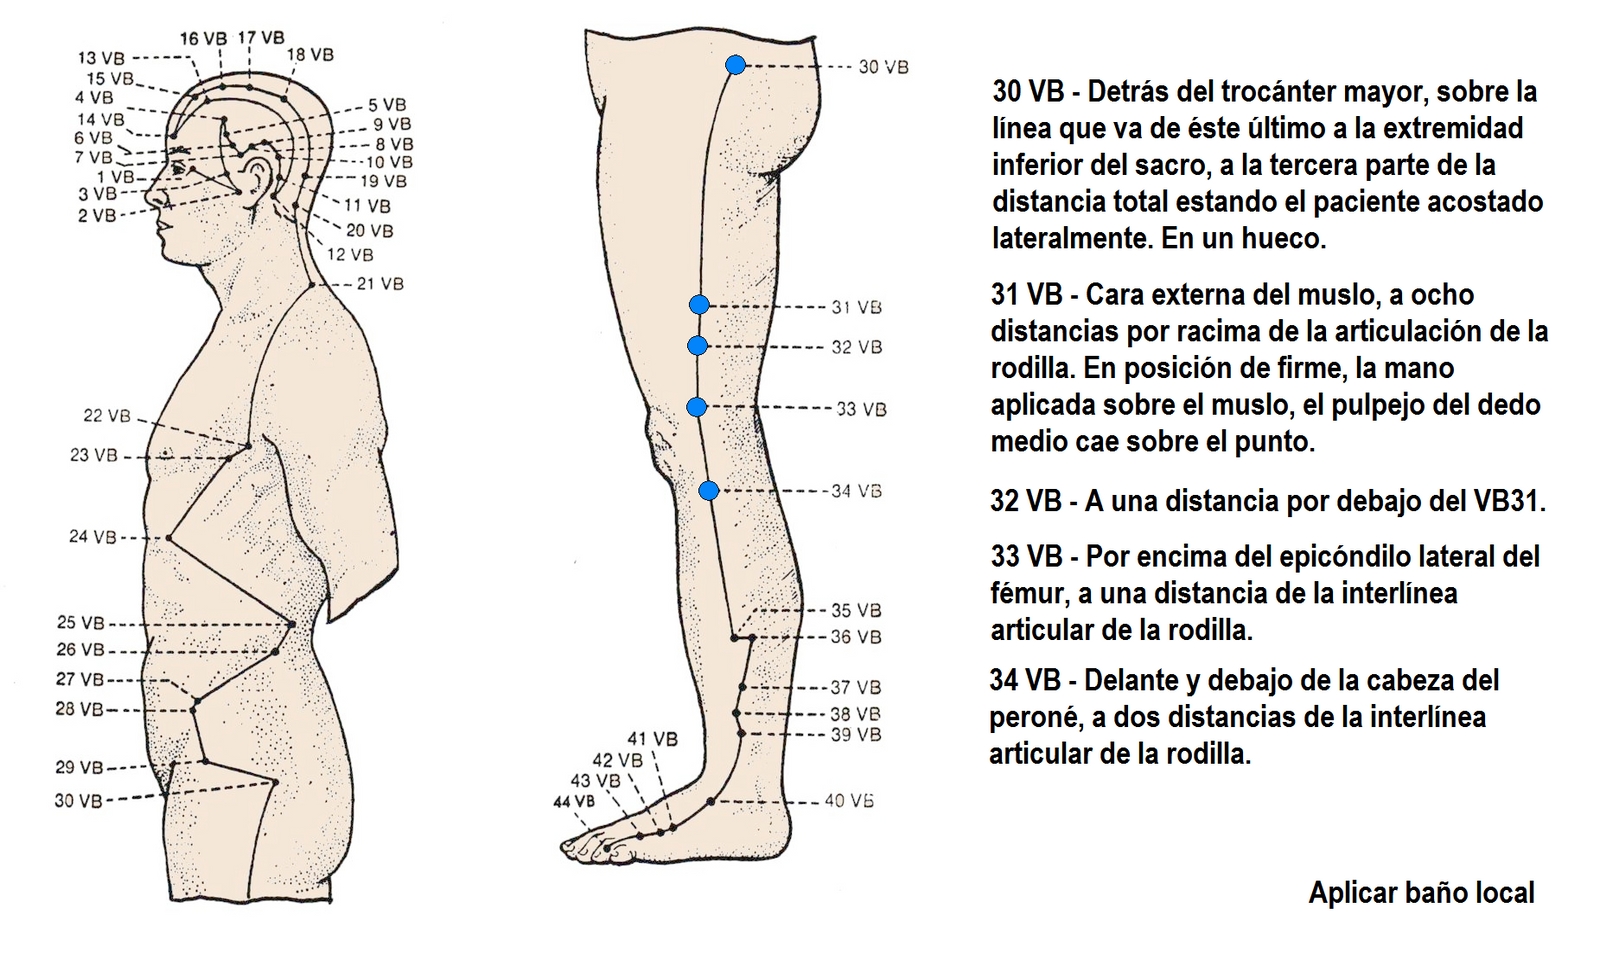 16 VB
17 VB
13 VB
18 VB
15 VB
4 VB
5 VB
14 VB
9 VB
6 VB
8 VB
7 VB
10 VB
1 VB
19 VB
3 VB
11 VB
2 VB
20 VB
12 VB
21 VB
22 VB
23 VB
24 VB
25 VB
26 VB
27 VB
28 VB
29 VB
30 VB
30 VB
31 VB
32 VB
33 VB
34 VB
35 VB
36 VB
37 VB
38 VB
39 VB
41 VB
42 VB
43 VB
44 VB
40 VB
30 VB - Detrás del trocánter mayor, sobre la
línea que va de éste último a la extremidad
inferior del sacro, a la tercera parte de la
distancia total estando el paciente acostado
lateralmente. En un hueco.
31 VB - Cara externa del muslo, a ocho
distancias por racima de la articulación de la
rodilla. En posición de firme, la mano
aplicada sobre el muslo, el pulpejo del dedo
medio cae sobre el punto.
32 VB - A una distancia por debajo del VB31.
33 VB - Por encima del epicóndilo lateral del
fémur, a una distancia de la interlínea
articular de la rodilla.
34 VB - Delante y debajo de la cabeza del
peroné, a dos distancias de la interlínea
articular de la rodilla.
Aplicar baño local